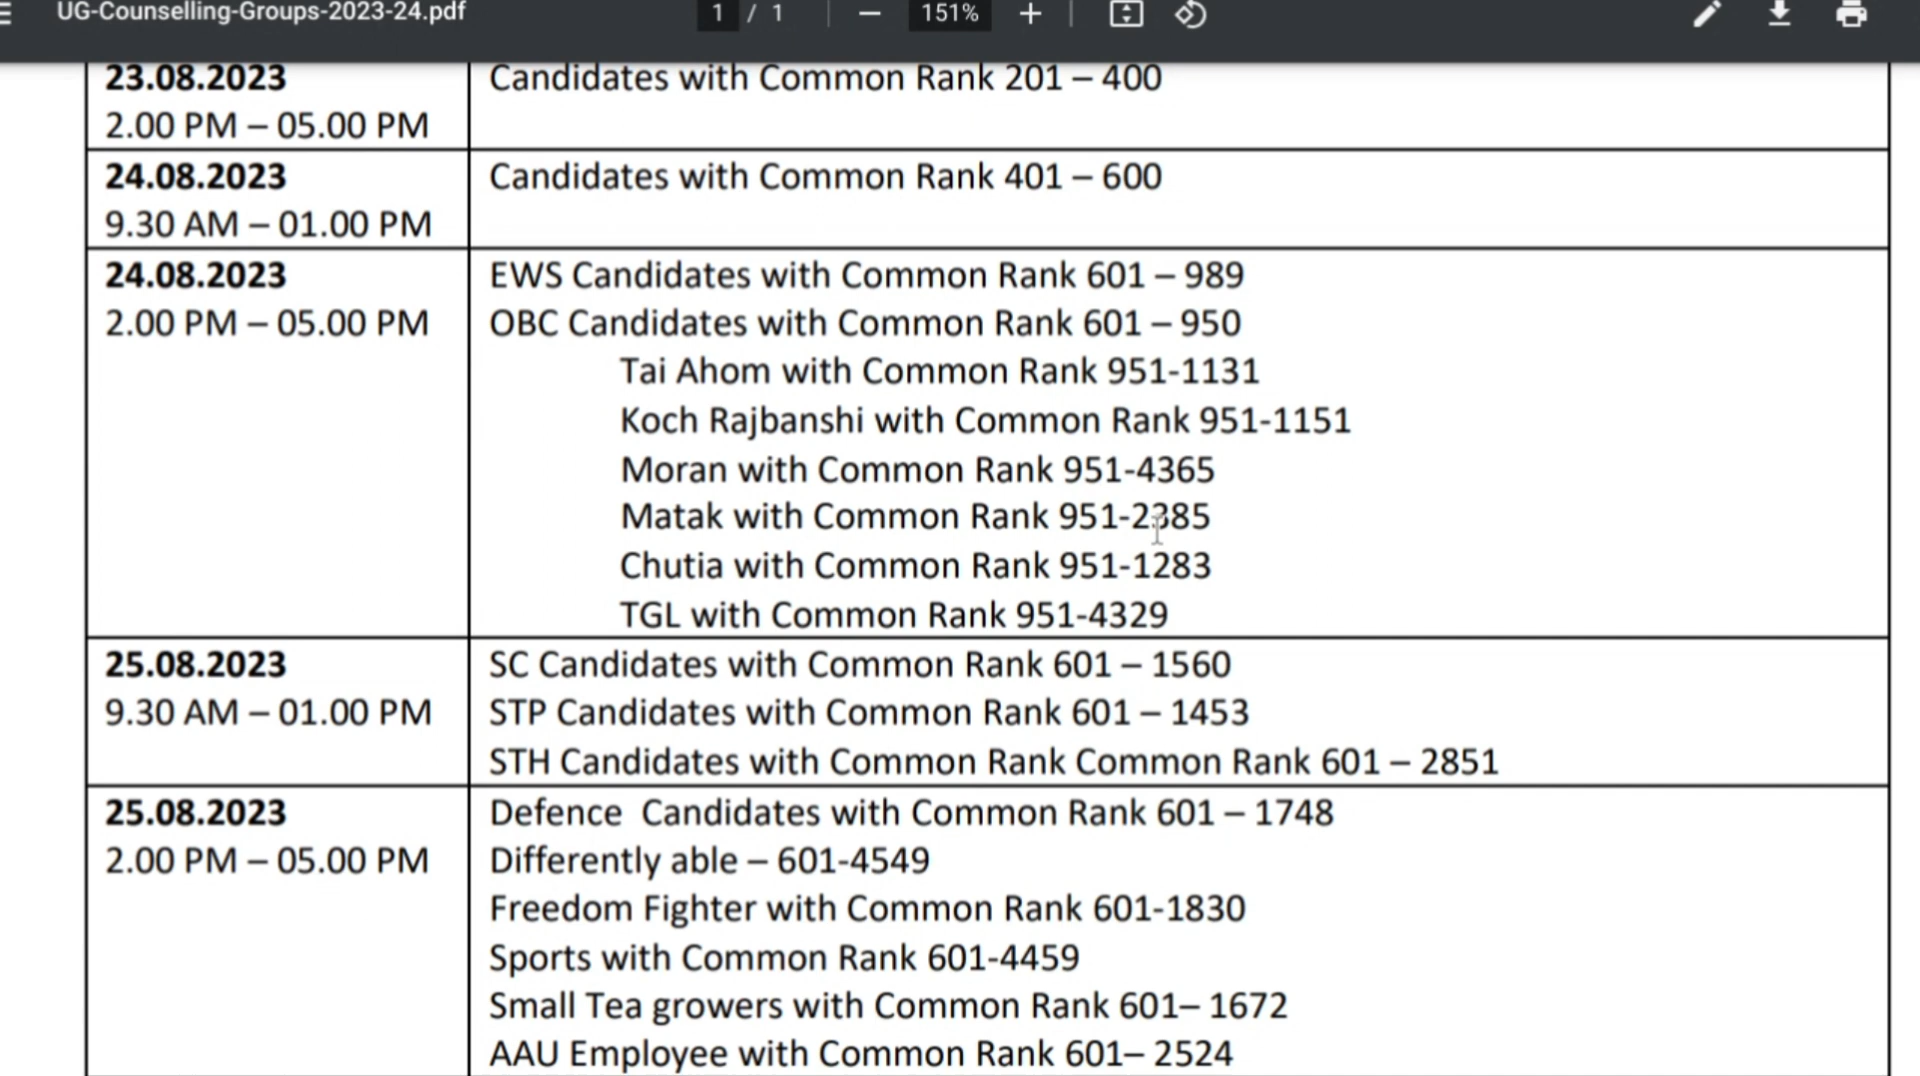 UG-Counselling-Groups-2023-24.pdf
1 / 1
151%
23.08.2023
2.00 PM – 05.00 PM
Candidates with Common Rank 201 – 400
24.08.2023
9.30 AM – 01.00 PM
Candidates with Common Rank 401 – 600
24.08.2023
2.00 PM – 05.00 PM
EWS Candidates with Common Rank 601 – 989
OBC Candidates with Common Rank 601 – 950
Tai Ahom with Common Rank 951-1131
Koch Rajbanshi with Common Rank 951-1151
Moran with Common Rank 951-4365
Matak with Common Rank 951-2385
Chutia with Common Rank 951-1283
TGL with Common Rank 951-4329
25.08.2023
9.30 AM – 01.00 PM
SC Candidates with Common Rank 601 – 1560
STP Candidates with Common Rank 601 – 1453
STH Candidates with Common Rank Common Rank 601 – 2851
25.08.2023
2.00 PM – 05.00 PM
Defence  Candidates with Common Rank 601 – 1748
Differently able – 601-4549
Freedom Fighter with Common Rank 601-1830
Sports with Common Rank 601-4459
Small Tea growers with Common Rank 601– 1672
AAU Employee with Common Rank 601– 2524